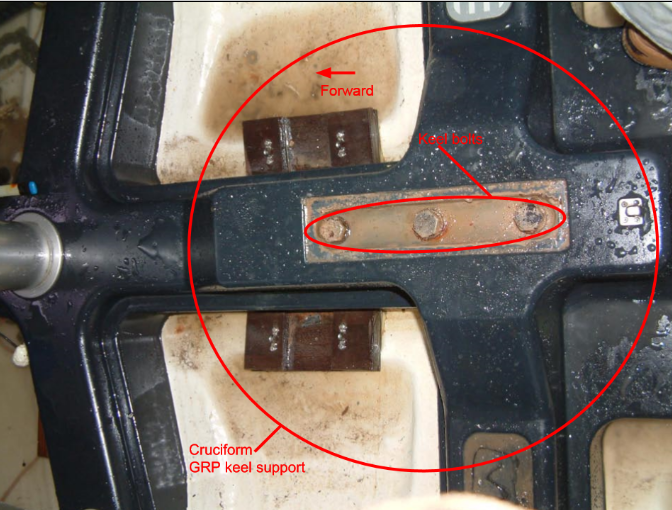 Forward
Keel bolts
Cruciform
GRP keel support